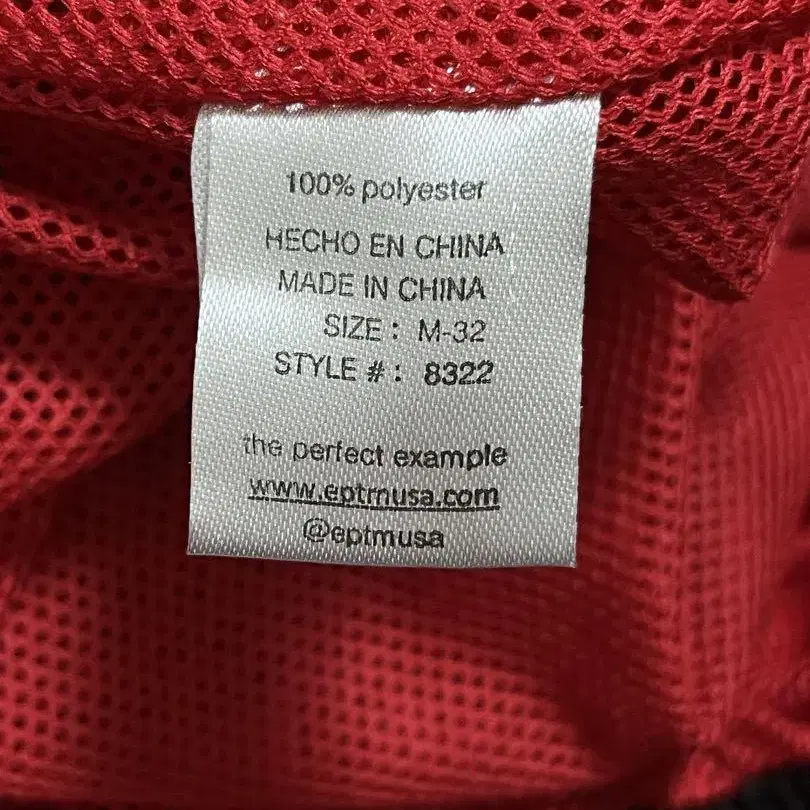 100% polyester
HECHO EN CHINA
MADE IN CHINA
SIZE : M-32
STYLE # : 8322
the perfect example
www.eptmusa.com
@eptmusa